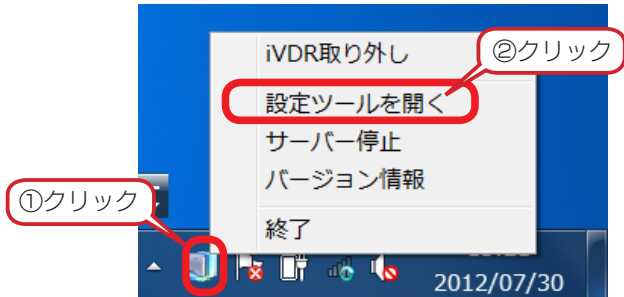 iVDR取り外し
②クリック
設定ツールを開く
サーバー停止
バージョン情報
①クリック
終了
2012/07/30